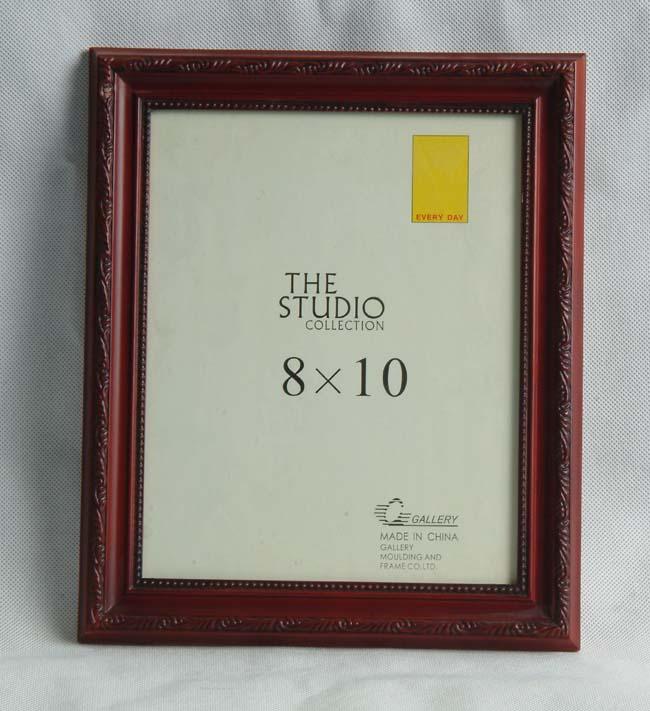 EVERY DAY
THE
STUDIO
COLLECTION
8×10
GALLERY
MADE IN CHINA
GALLERY
MOULDING AND
FRAME CO.LTD.